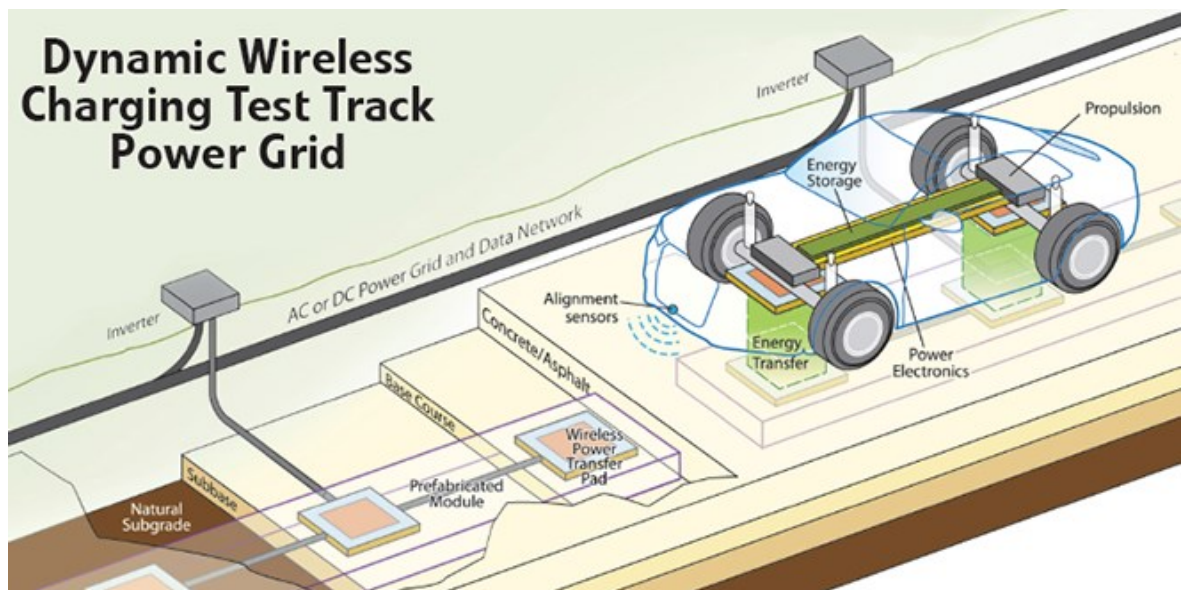 Dynamic Wireless
Charging Test Track
Power Grid
Inverter
Propulsion
Energy
Storage
AC or DC Power Grid and Data Network
Alignment
sensors
Inverter
Concrete/Asphalt
Energy
Transfer
Power
Electronics
Base Course
Wireless
Power
Transfer
Pad
Prefabricated
Module
Subbase
Natural
Subgrade